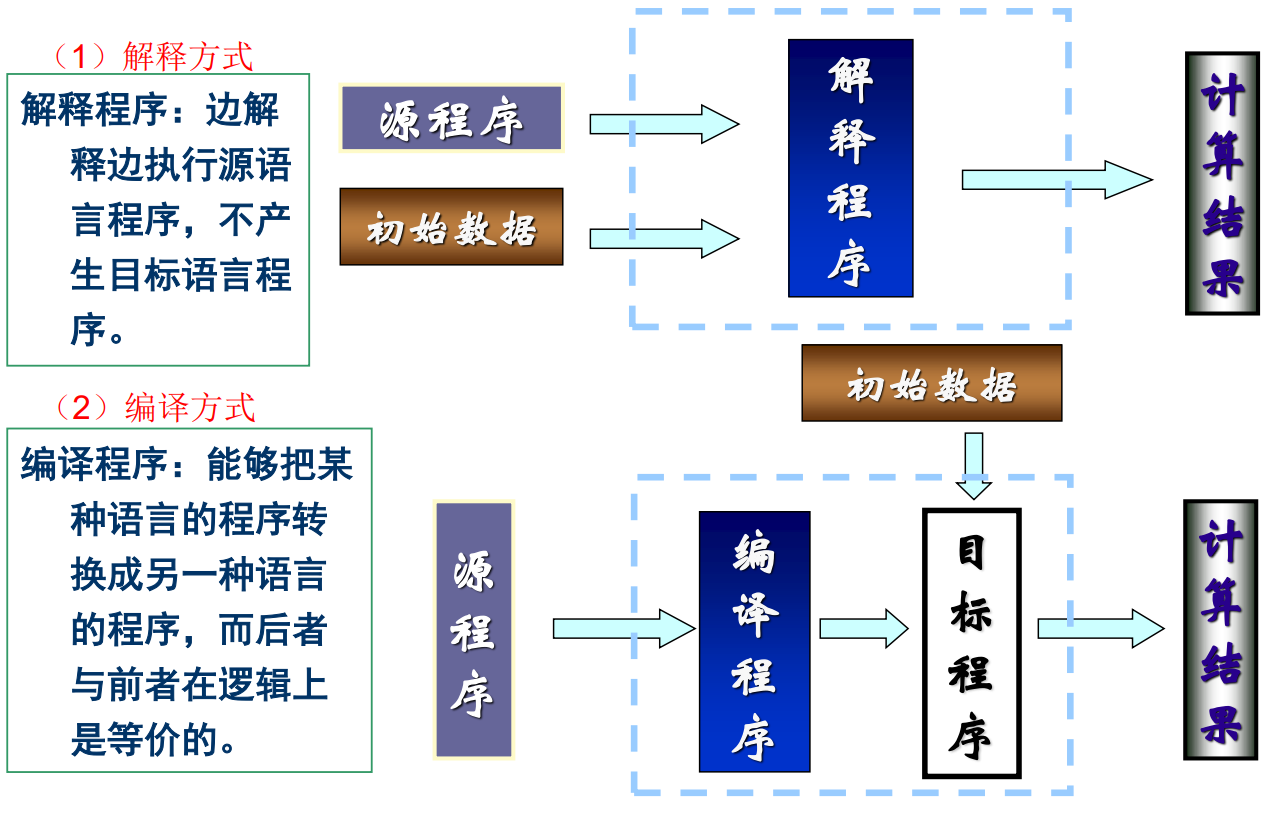 （1）解释方式
解释程序：边解
释边执行源语
言程序，不产
生目标语言程
序。
源程序
初始数据
解释程序
计算结果
（2）编译方式
编译程序：能够把某
种语言的程序转
换成另一种语言
的程序，而后者
与前者在逻辑上
是等价的。
初始数据
源程序
编译程序
目标程序
计算结果